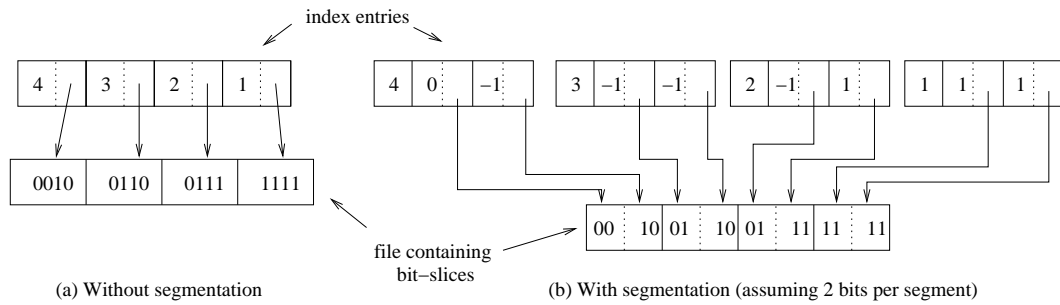 index entries
4 3 2 1
4 0 −1 3 −1 −1 2 −1 1 1 1 1
0010 0110 0111 1111
00 10 01 10 01 11 11 11
file containing
bit−slices
(a) Without segmentation
(b) With segmentation (assuming 2 bits per segment)